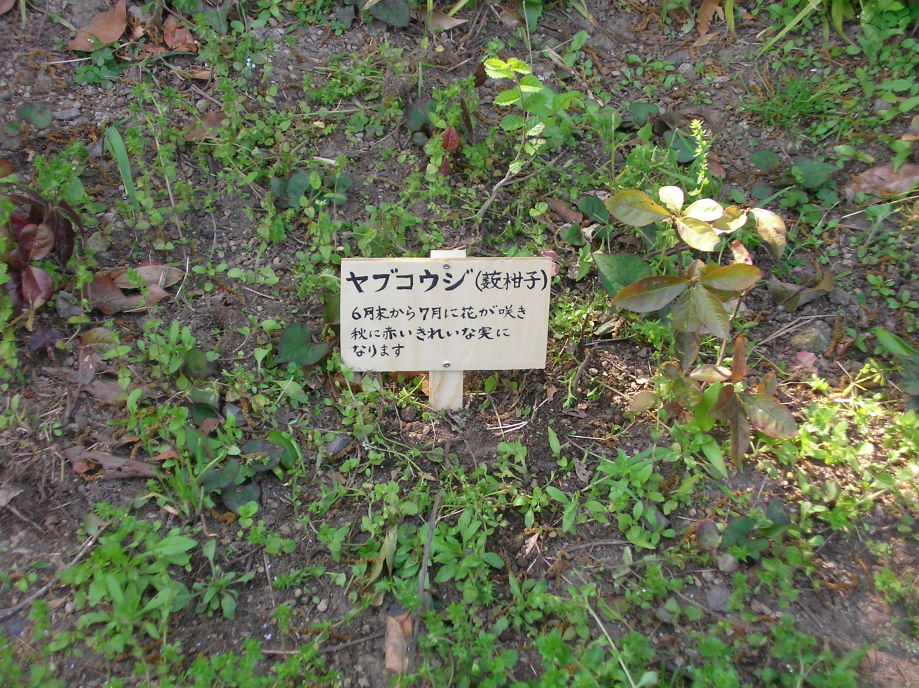 ヤブコウジ(薮柑子)
6月末から7月に花が咲き
秋に赤いきれいな実に
なります